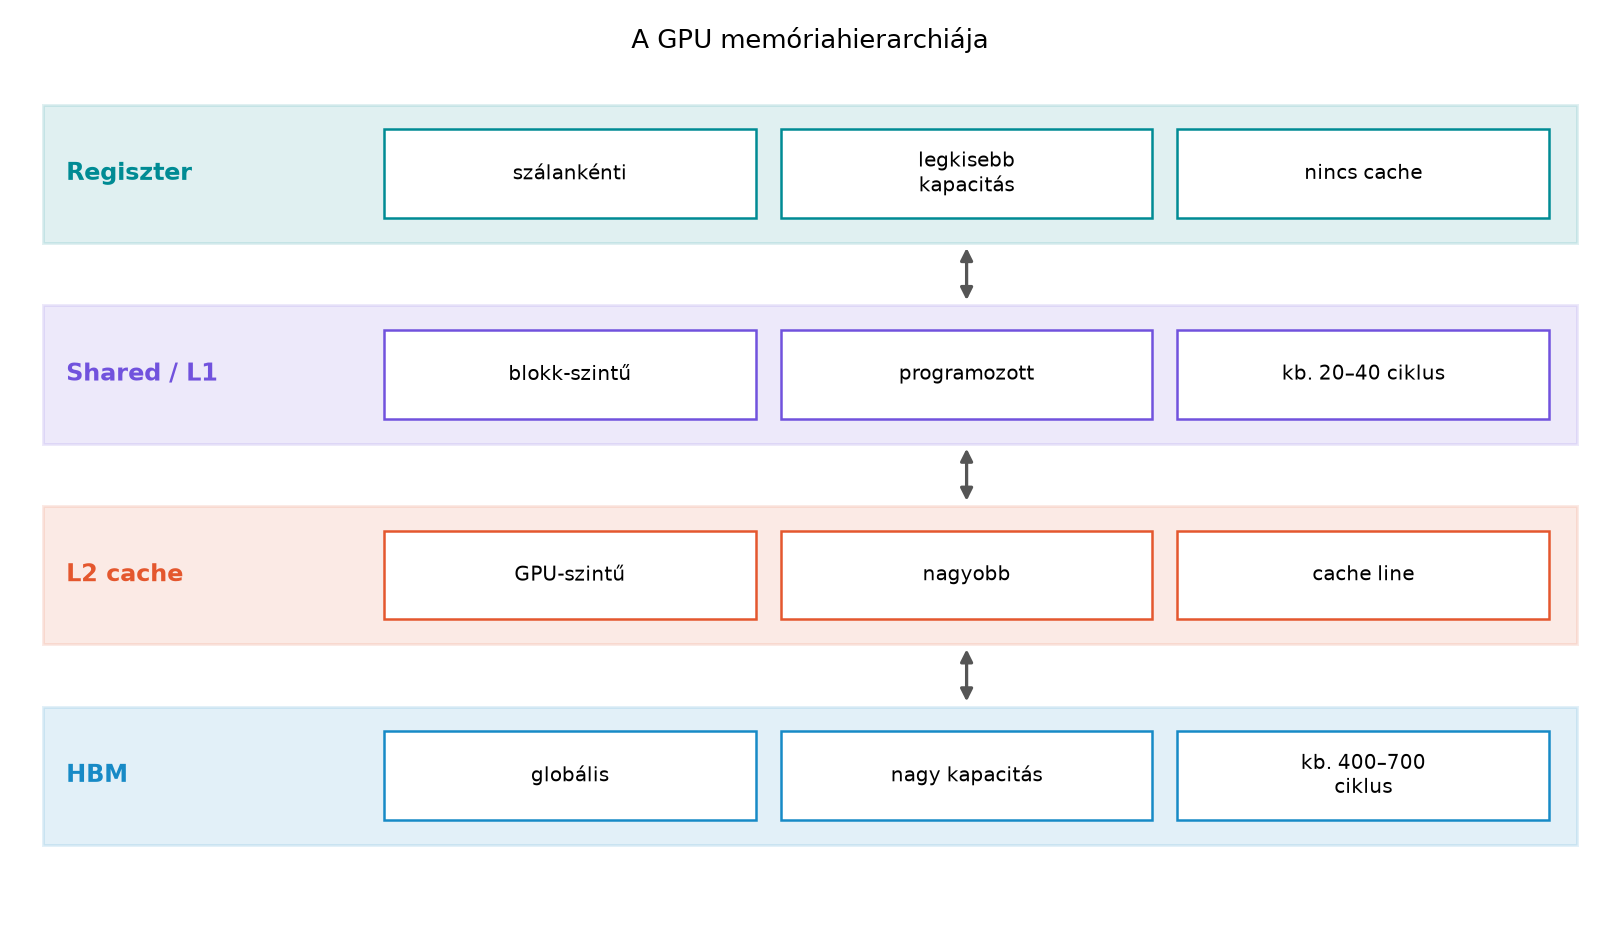 A GPU memóriahierarchiája
Regiszter
szálankénti
legkisebb
kapacitás
nincs cache
Shared / L1
blokk-szintű
programozott
kb. 20–40 ciklus
L2 cache
GPU-szintű
nagyobb
cache line
HBM
globális
nagy kapacitás
kb. 400–700
ciklus